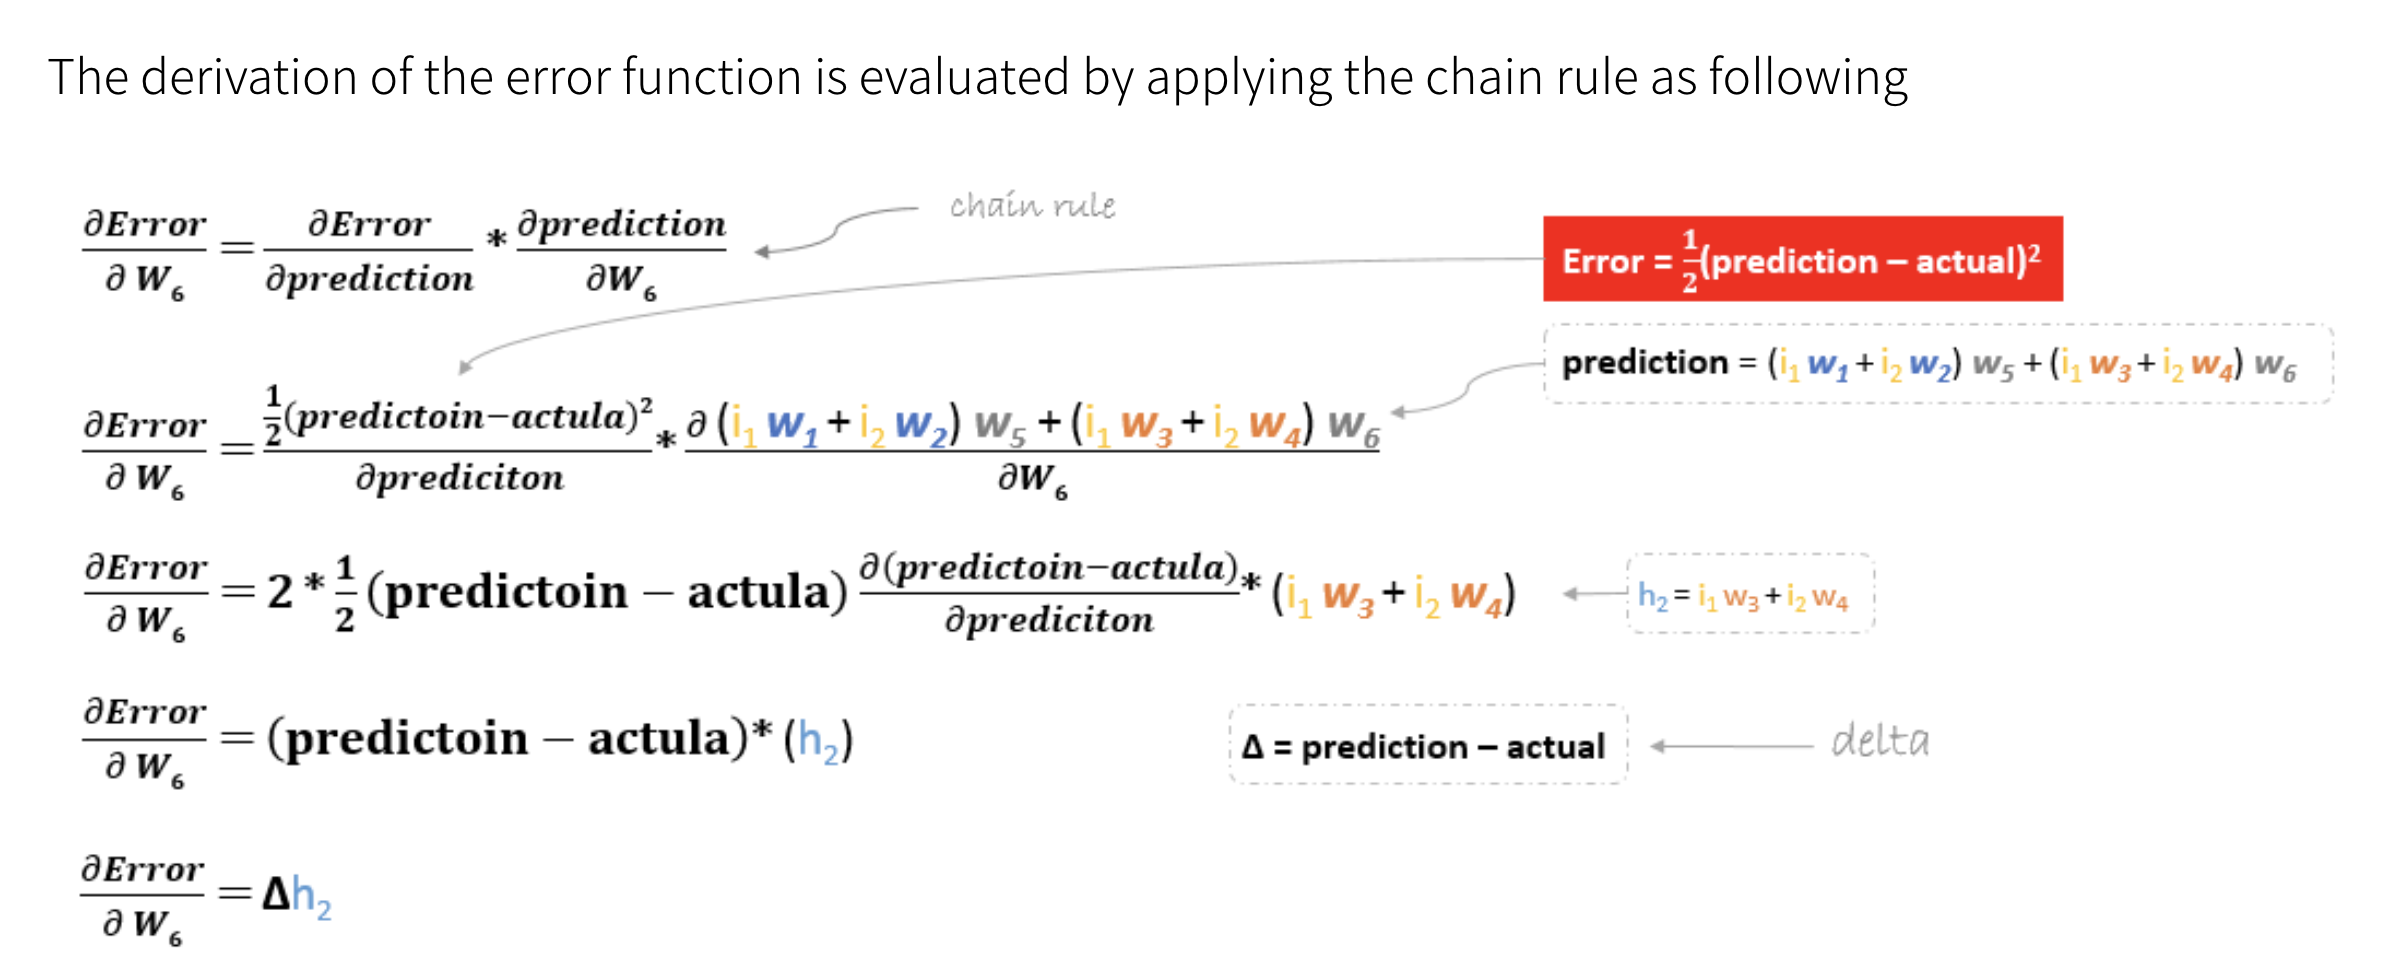 The derivation of the error function is evaluated by applying the chain rule as following
chain rule
∂Error/∂W₆ = ∂Error/∂prediction * ∂prediction/∂W₆
Error = ½(prediction – actual)²
prediction = (i₁ w₁ + i₂ w₂) w₅ + (i₁ w₃ + i₂ w₄) w₆
∂Error/∂W₆ = ½(predictoin–actula)²/∂prediciton * ∂ (i₁ w₁ + i₂ w₂) w₅ + (i₁ w₃ + i₂ w₄) w₆/∂W₆
∂Error/∂W₆ = 2 * ½ (predictoin – actula) ∂(predictoin–actula)/∂prediciton * (i₁ w₃ + i₂ w₄)
h₂ = i₁ w₃ + i₂ w₄
∂Error/∂W₆ = (predictoin – actula)* (h₂)
Δ = prediction – actual
delta
∂Error/∂W₆ = Δh₂